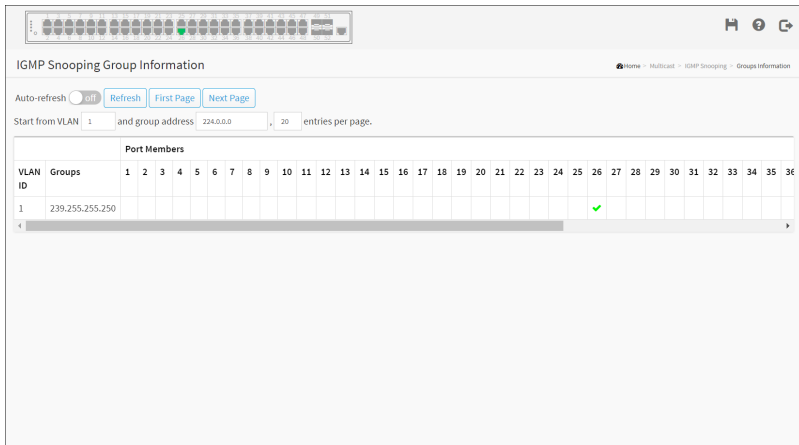 IGMP Snooping Group Information
Home > Multicast > IGMP Snooping > Groups Information
Auto-refresh off Refresh First Page Next Page
Start from VLAN 1 and group address 224.0.0.0 , 20 entries per page.
Port Members
VLAN ID Groups 1 2 3 4 5 6 7 8 9 10 11 12 13 14 15 16 17 18 19 20 21 22 23 24 25 26 27 28 29 30 31 32 33 34 35 36
1 239.255.255.250